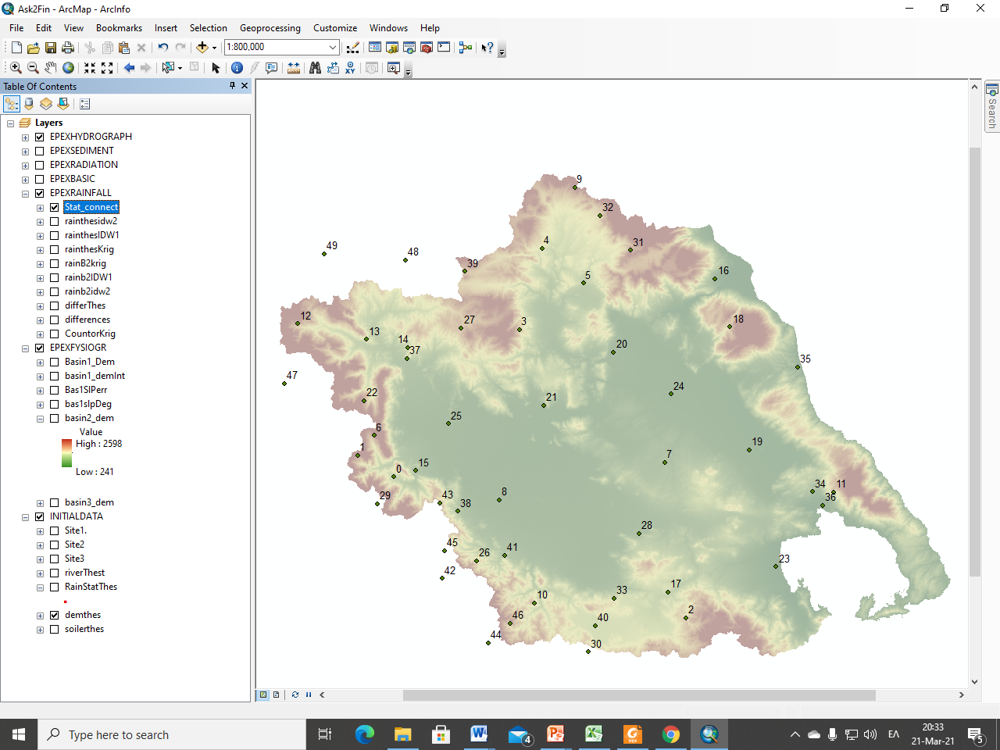 Ask2Fin - ArcMap - ArcInfo
File Edit View Bookmarks Insert Selection Geoprocessing Customize Windows Help
1:800,000
Table Of Contents
Layers
EPEXHYDROGRAPH
EPEXSEDIMENT
EPEXRADIATION
EPEXBASIC
EPEXRAINFALL
Stat_connect
rainthesidw2
rainthesIDW1
rainthesKrig
rainB2krig
rainb2IDW1
rainb2idw2
differThes
differences
CountorKrig
EPEXFYSIOGR
Basin1_Dem
basin1_demInt
Bas1SlPerr
bas1slpDeg
basin2_dem
Value
High : 2598
Low : 241
basin3_dem
INITIALDATA
Site1.
Site2
Site3
riverThest
RainStatThes
demthes
soilerthes
Search
9
32
4
31
49
48
39
5
16
12
27
3
18
13
14
37
20
35
47
22
24
21
25
6
1
19
7
0
15
8
34
11
36
29
43
38
28
45
26
41
23
42
10
33
17
46
40
2
44
30
XY
Type here to search
4
PDF
ΕΛ
20:33
21-Mar-21
5